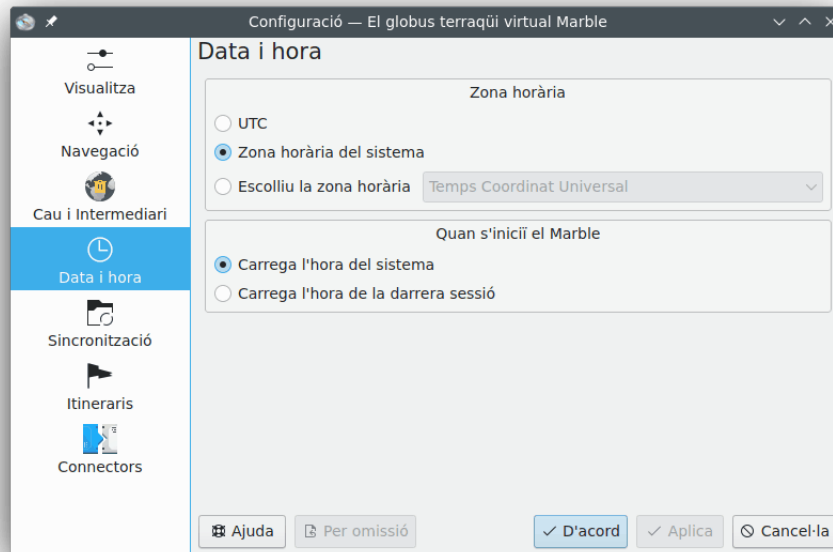 Configuració — El globus terraqüi virtual Marble
Visualitza
Navegació
Cau i Intermediari
Data i hora
Sincronització
Itineraris
Connectors
Data i hora
Zona horària
UTC
Zona horària del sistema
Escolliu la zona horària Temps Coordinat Universal
Quan s'iniciï el Marble
Carrega l'hora del sistema
Carrega l'hora de la darrera sessió
Ajuda Per omissió D'acord Aplica Cancel·la